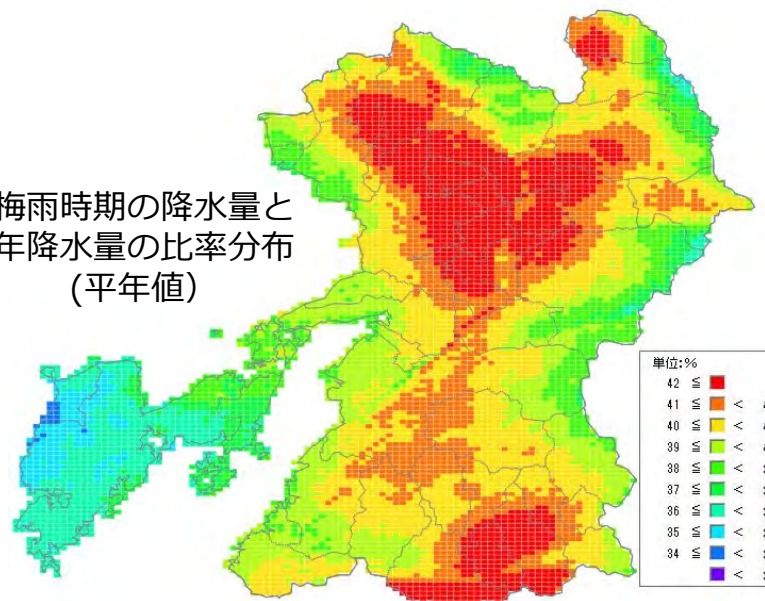 梅雨時期の降水量と
年降水量の比率分布
(平年値）
単位:%
42 ≦
41 ≦ <
40 ≦ <
39 ≦ <
38 ≦ <
37 ≦ <
36 ≦ <
35 ≦ <
34 ≦ <
<